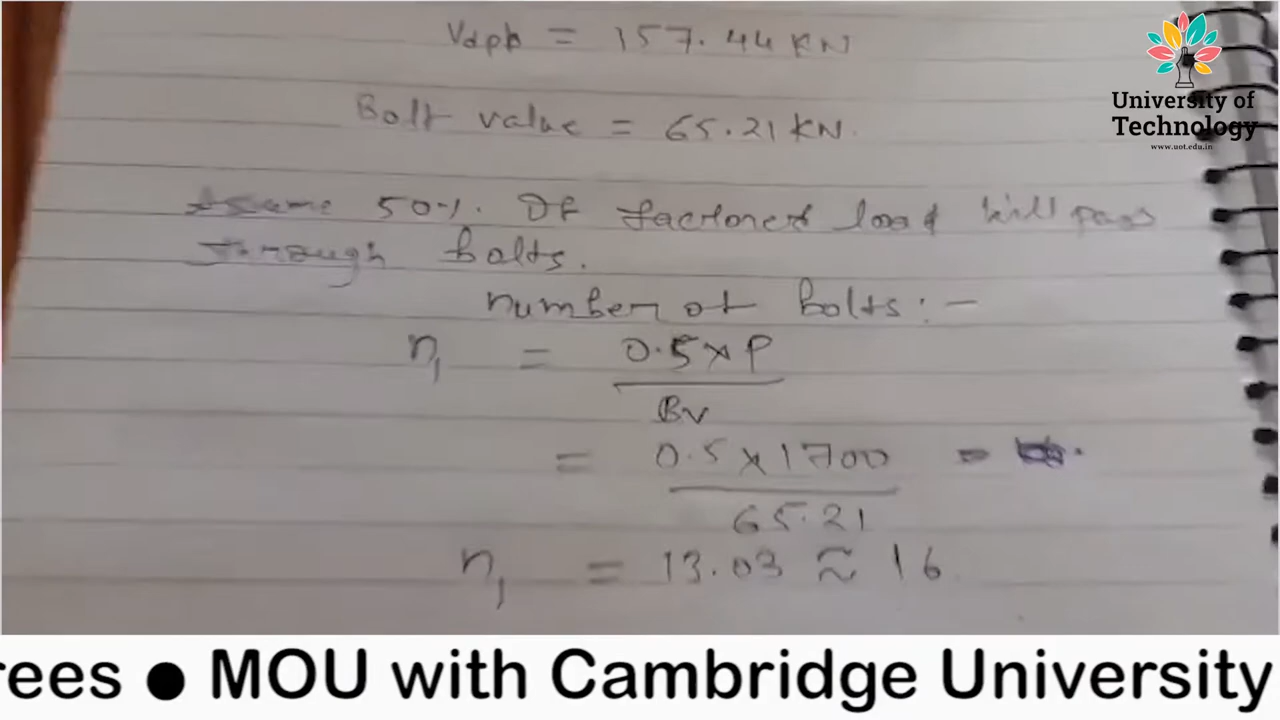 Vdpb = 157.44 KN
Bolt value = 65.21 KN.
Assume 50%. Of factored load will pass
through bolts.
number of bolts :-
n1 = 0.5 x P
Bv
= 0.5 x 1700 =
65.21
n1 = 13.03 ≈ 16
University of
Technology
www.uot.edu.in
rees ● MOU with Cambridge University